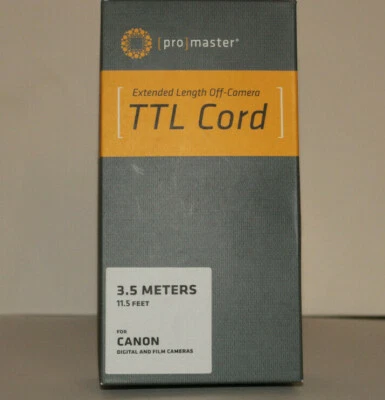 [pro]master®
Extended Length Off-Camera
[TTL Cord]
3.5 METERS
11.5 FEET
FOR
CANON
DIGITAL AND FILM CAMERAS